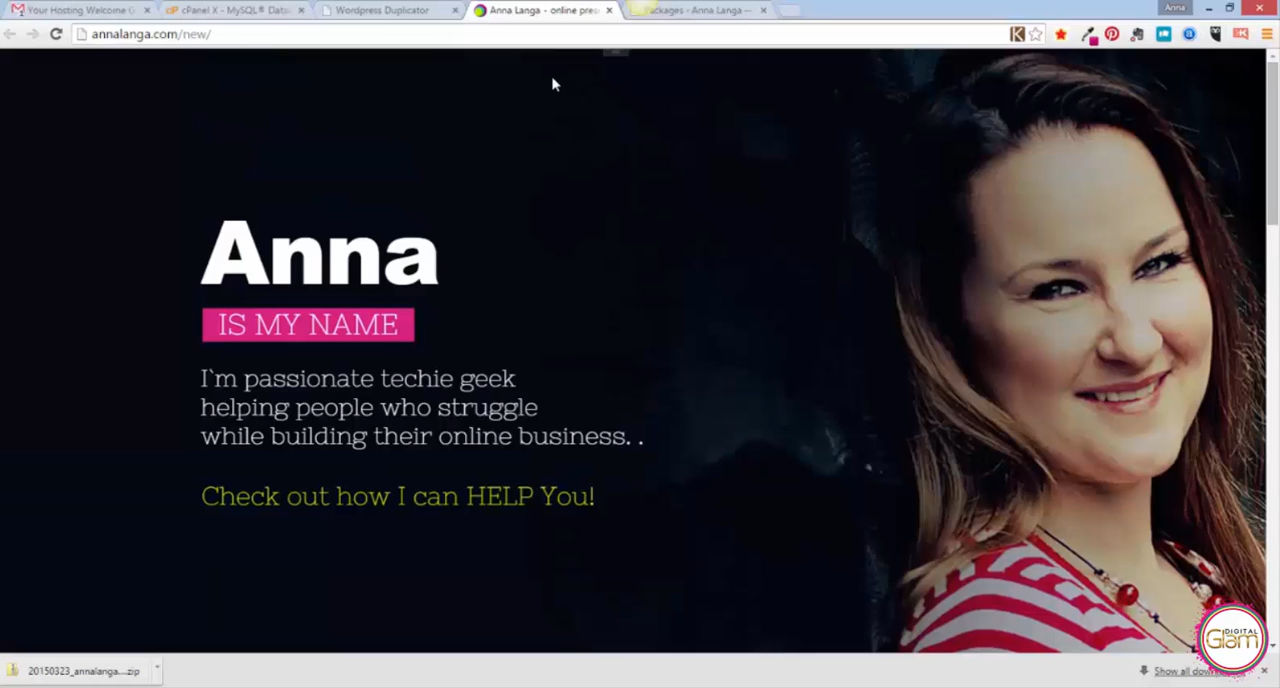 Your Hosting Welcome
cPanel X - MySQL® Data
Wordpress Duplicator
Anna Langa - online pres
Packages - Anna Langa —
Anna
annalanga.com/new/
Anna
IS MY NAME
I`m passionate techie geek
helping people who struggle
while building their online business. .
Check out how I can HELP You!
DIGITAL
Glam
20150323_annalanga....zip
Show all